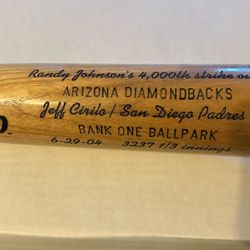 Randy Johnson's 4,000th strike ou
ARIZONA DIAMONDBACKS
Jeff Cirilo / San Diego Padres
BANK ONE BALLPARK
6-29-04 3237 1/3 innings